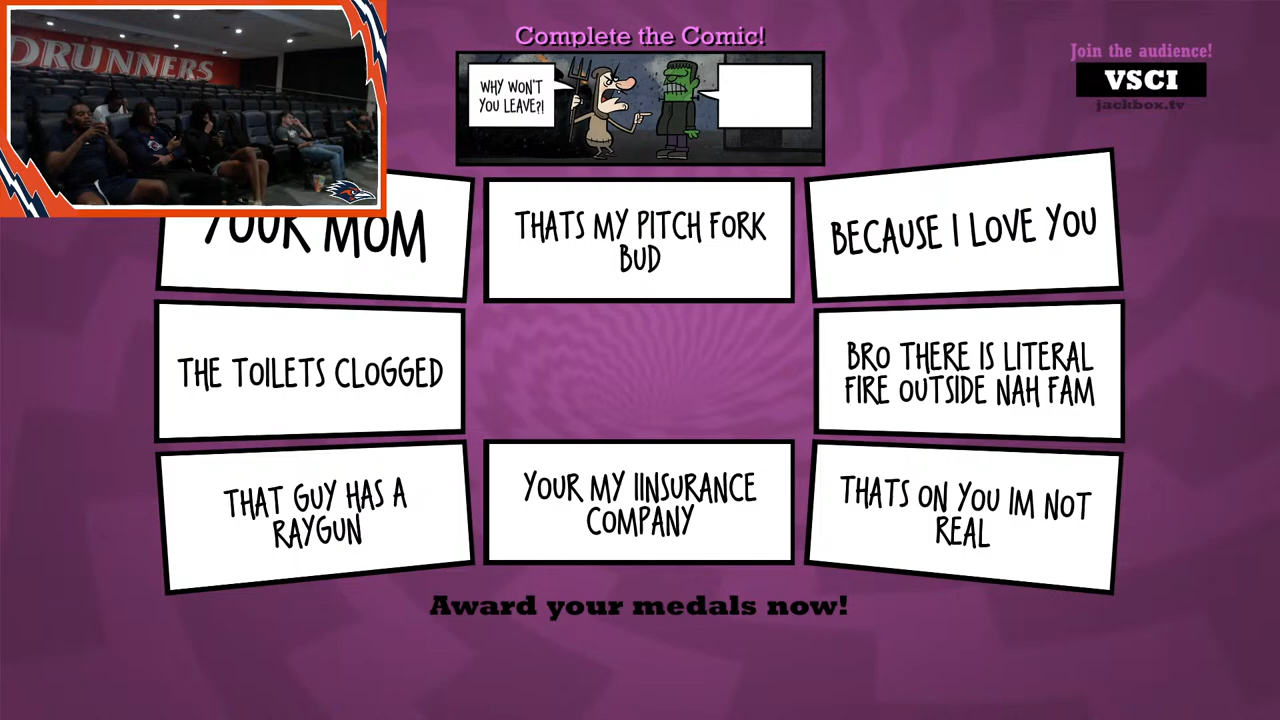 DRUNNERS
Complete the Comic!
WHY WON'T
YOU LEAVE?!
Join the audience!
VSCI
jackbox.tv
YOUR MOM
THATS MY PITCH FORK
BUD
BECAUSE I LOVE YOU
THE TOILETS CLOGGED
BRO THERE IS LITERAL
FIRE OUTSIDE NAH FAM
THAT GUY HAS A
RAYGUN
YOUR MY IINSURANCE
COMPANY
THATS ON YOU IM NOT
REAL
Award your medals now!